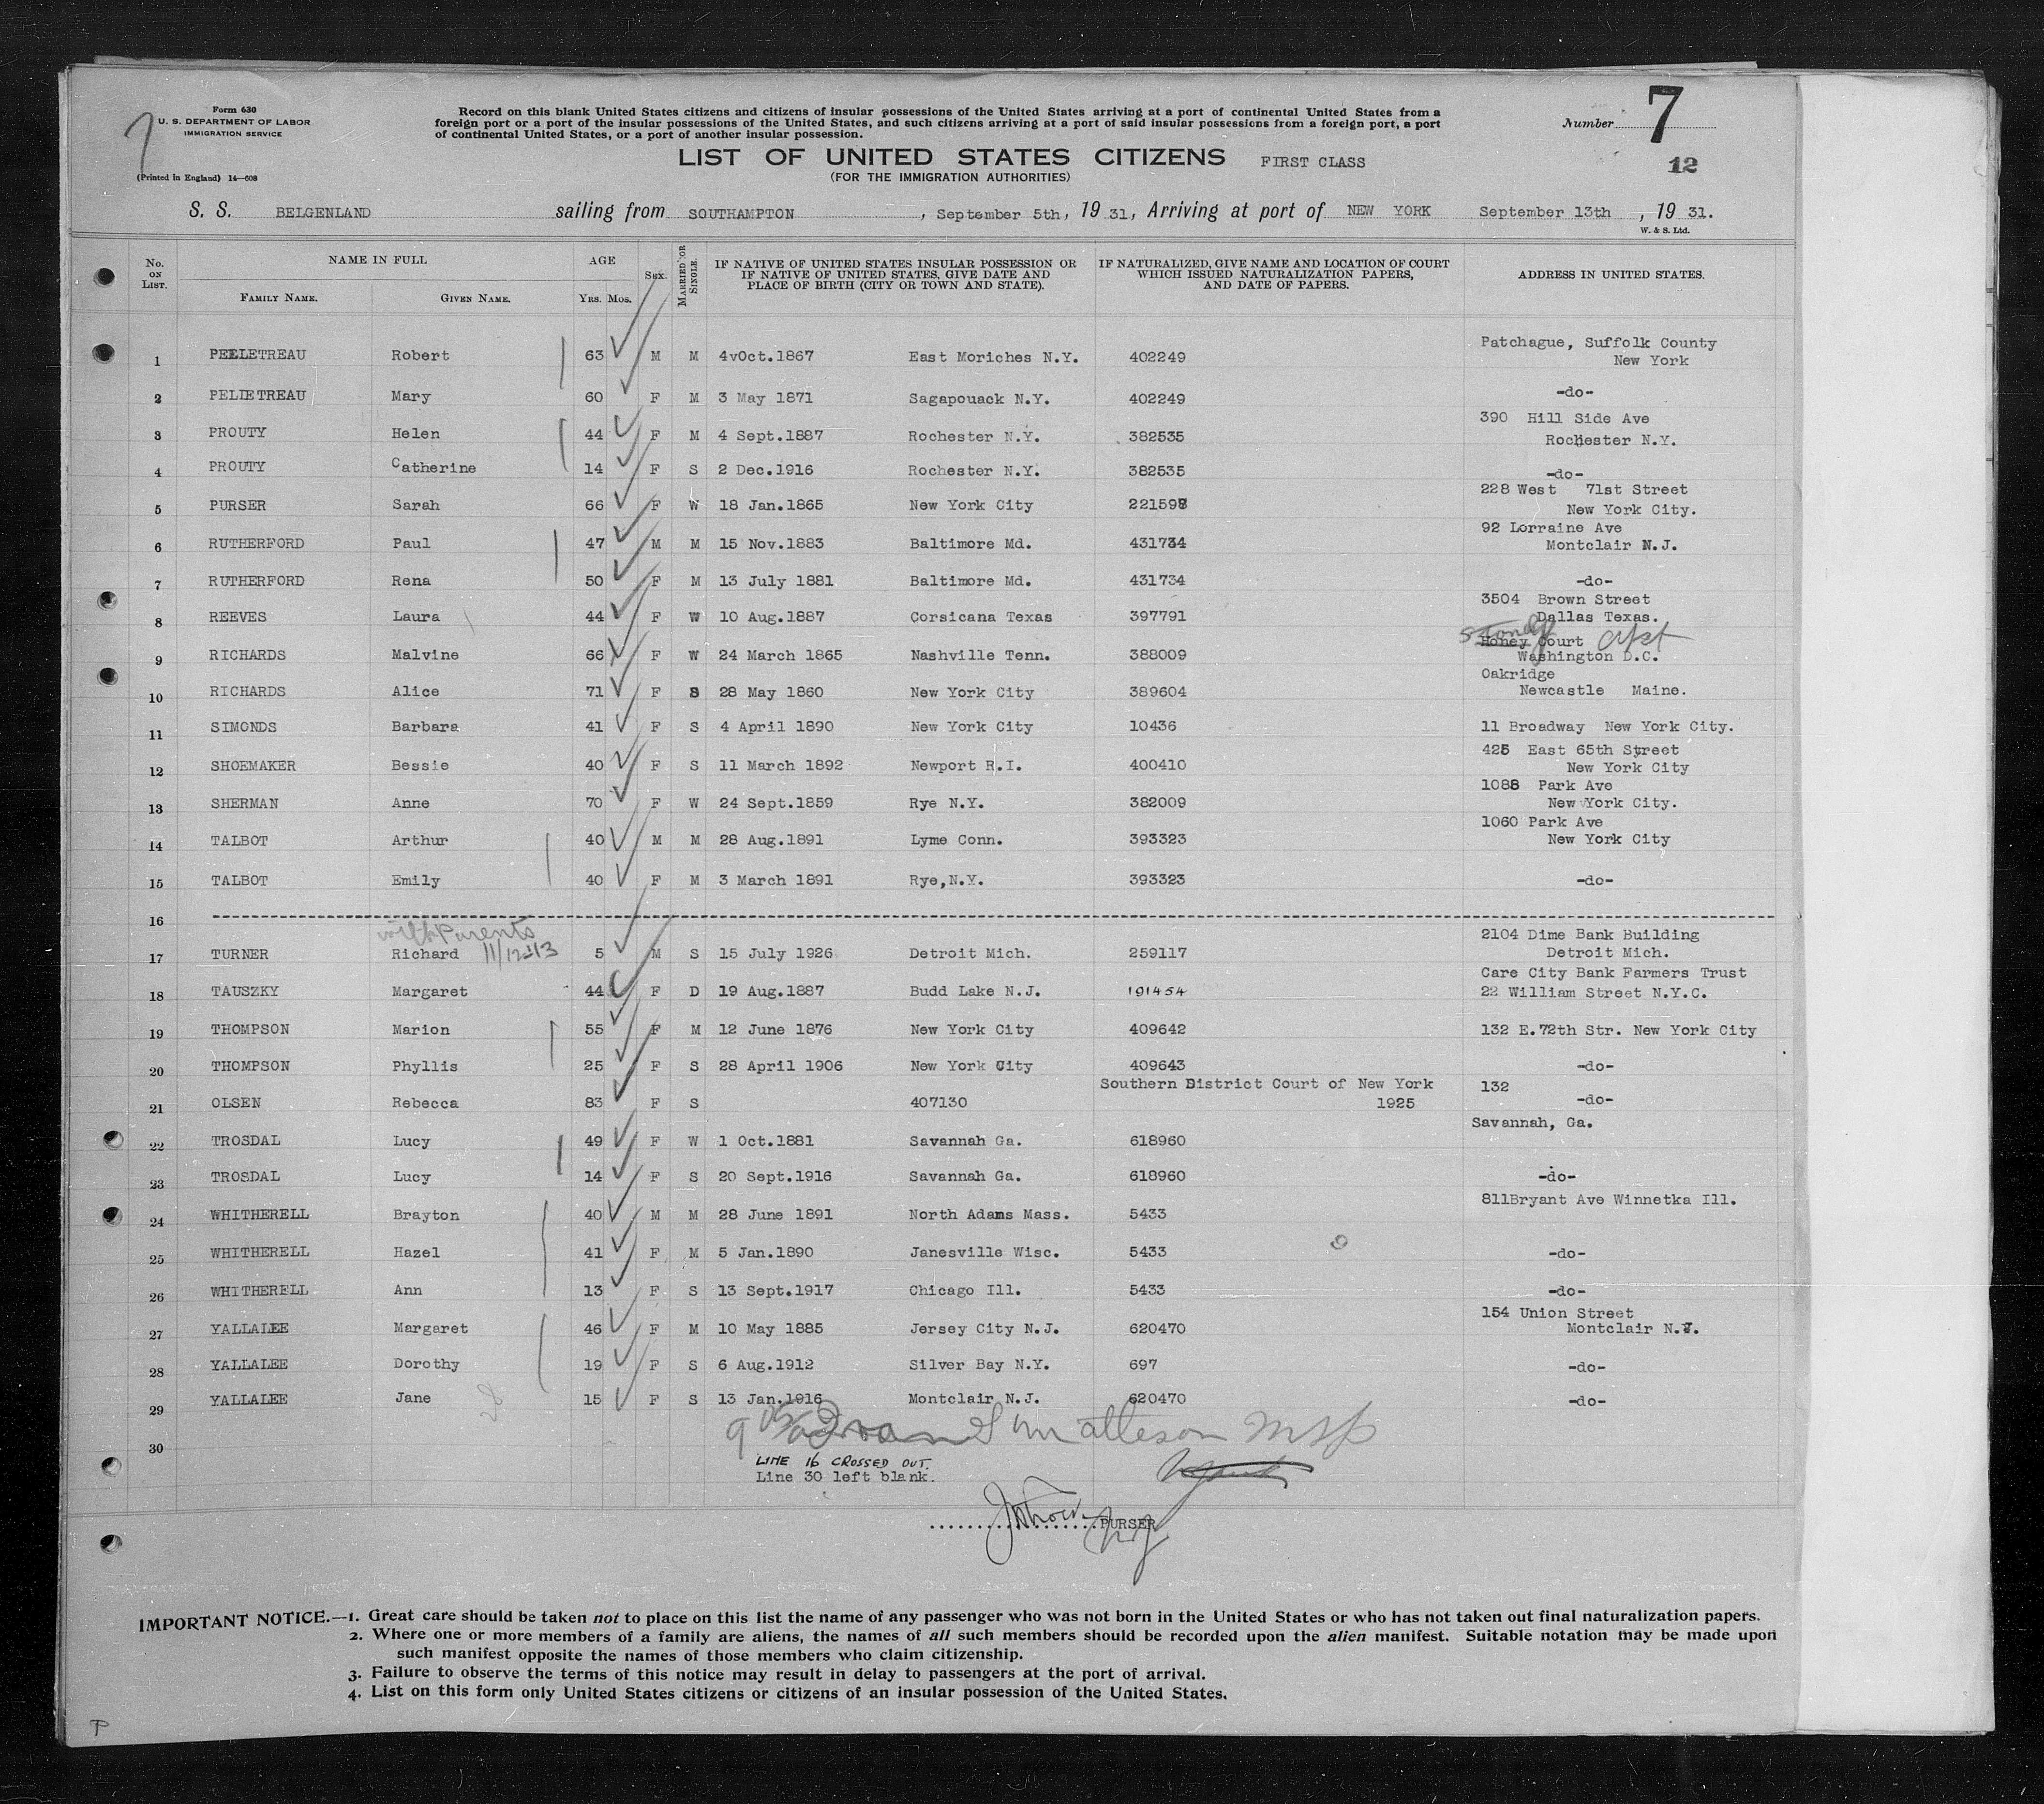 7
Form 630
U. S. DEPARTMENT OF LABOR
IMMIGRATION SERVICE
(Printed in England) 14—608
Record on this blank United States citizens and citizens of insular possessions of the United States arriving at a port of continental United States from a
foreign port or a port of the insular possessions of the United States, and such citizens arriving at a port of said insular possessions from a foreign port, a port
of continental United States, or a port of another insular possession.
Number 7
12
LIST OF UNITED STATES CITIZENS FIRST CLASS
(FOR THE IMMIGRATION AUTHORITIES)
S. S. BELGENLAND sailing from SOUTHAMPTON , September 5th, 19 31, Arriving at port of NEW YORK September 13th , 19 31.
W. & S. Ltd.
No. ON LIST. NAME IN FULL AGE SEX. MARRIED OR SINGLE. IF NATIVE OF UNITED STATES INSULAR POSSESSION OR IF NATIVE OF UNITED STATES, GIVE DATE AND PLACE OF BIRTH (CITY OR TOWN AND STATE). IF NATURALIZED, GIVE NAME AND LOCATION OF COURT WHICH ISSUED NATURALIZATION PAPERS, AND DATE OF PAPERS. ADDRESS IN UNITED STATES.
FAMILY NAME. GIVEN NAME. YRS. MOS.
1 PELLETREAU Robert 63 M M 4vOct.1867 East Moriches N.Y. 402249 Patchague, Suffolk County New York
2 PELLETREAU Mary 60 F M 3 May 1871 Sagapouack N.Y. 402249 -do-
3 PROUTY Helen 44 F M 4 Sept.1887 Rochester N.Y. 382535 390 Hill Side Ave Rochester N.Y.
4 PROUTY Catherine 14 F S 2 Dec.1916 Rochester N.Y. 382535 -do-
5 PURSER Sarah 66 F W 18 Jan.1865 New York City 221598 228 West 71st Street New York City.
6 RUTHERFORD Paul 47 M M 15 Nov.1883 Baltimore Md. 431734 92 Lorraine Ave Montclair N.J.
7 RUTHERFORD Rena 50 F M 13 July 1881 Baltimore Md. 431734 -do-
8 REEVES Laura 44 F W 10 Aug.1887 Corsicana Texas 397791 3504 Brown Street Dallas Texas.
9 RICHARDS Malvine 66 F W 24 March 1865 Nashville Tenn. 388009 Honey Court Apt Washington D.C.
10 RICHARDS Alice 71 F S 28 May 1860 New York City 389604 Oakridge Newcastle Maine.
11 SIMONDS Barbara 41 F S 4 April 1890 New York City 10436 11 Broadway New York City.
12 SHOEMAKER Bessie 40 F S 11 March 1892 Newport R.I. 400410 425 East 65th Street New York City
13 SHERMAN Anne 70 F W 24 Sept.1859 Rye N.Y. 382009 1088 Park Ave New York City.
14 TALBOT Arthur 40 M M 28 Aug.1891 Lyme Conn. 393323 1060 Park Ave New York City
15 TALBOT Emily 40 F M 3 March 1891 Rye,N.Y. 393323 -do-
16
with Parents
17 TURNER Richard 11/12-13 5 M S 15 July 1926 Detroit Mich. 259117 2104 Dime Bank Building Detroit Mich.
18 TAUSZKY Margaret 44 F D 19 Aug.1887 Budd Lake N.J. 191454 Care City Bank Farmers Trust 22 William Street N.Y.C.
19 THOMPSON Marion 55 F M 12 June 1876 New York City 409642 132 E.72th Str. New York City
20 THOMPSON Phyllis 25 F S 28 April 1906 New York City 409643 -do-
21 OLSEN Rebecca 83 F S 407130 Southern District Court of New York 1925 132 -do-
22 TROSDAL Lucy 49 F W 1 Oct.1881 Savannah Ga. 618960 Savannah, Ga.
23 TROSDAL Lucy 14 F S 20 Sept.1916 Savannah Ga. 618960 -do-
24 WHITHERELL Brayton 40 M M 28 June 1891 North Adams Mass. 5433 811Bryant Ave Winnetka Ill.
25 WHITHERELL Hazel 41 F M 5 Jan.1890 Janesville Wisc. 5433 -do-
26 WHITHERELL Ann 13 F S 13 Sept.1917 Chicago Ill. 5433 -do-
27 YALLALEE Margaret 46 F M 10 May 1885 Jersey City N.J. 620470 154 Union Street Montclair N.J.
28 YALLALEE Dorothy 19 F S 6 Aug.1912 Silver Bay N.Y. 697 -do-
29 YALLALEE Jane 15 F S 13 Jan.1916 Montclair N.J. 620470 -do-
30
LINE 16 CROSSED OUT.
Line 30 left blank.
PURSER
IMPORTANT NOTICE.—1. Great care should be taken not to place on this list the name of any passenger who was not born in the United States or who has not taken out final naturalization papers.
2. Where one or more members of a family are aliens, the names of all such members should be recorded upon the alien manifest. Suitable notation may be made upon
such manifest opposite the names of those members who claim citizenship.
3. Failure to observe the terms of this notice may result in delay to passengers at the port of arrival.
4. List on this form only United States citizens or citizens of an insular possession of the United States.
P